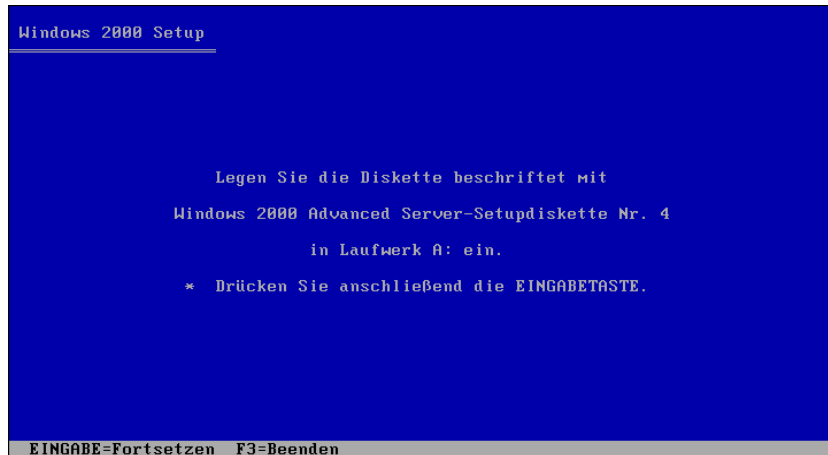 Windows 2000 Setup
Legen Sie die Diskette beschriftet mit
Windows 2000 Advanced Server-Setupdiskette Nr. 4
in Laufwerk A: ein.
* Drücken Sie anschließend die EINGABETASTE.
EINGABE=Fortsetzen F3=Beenden